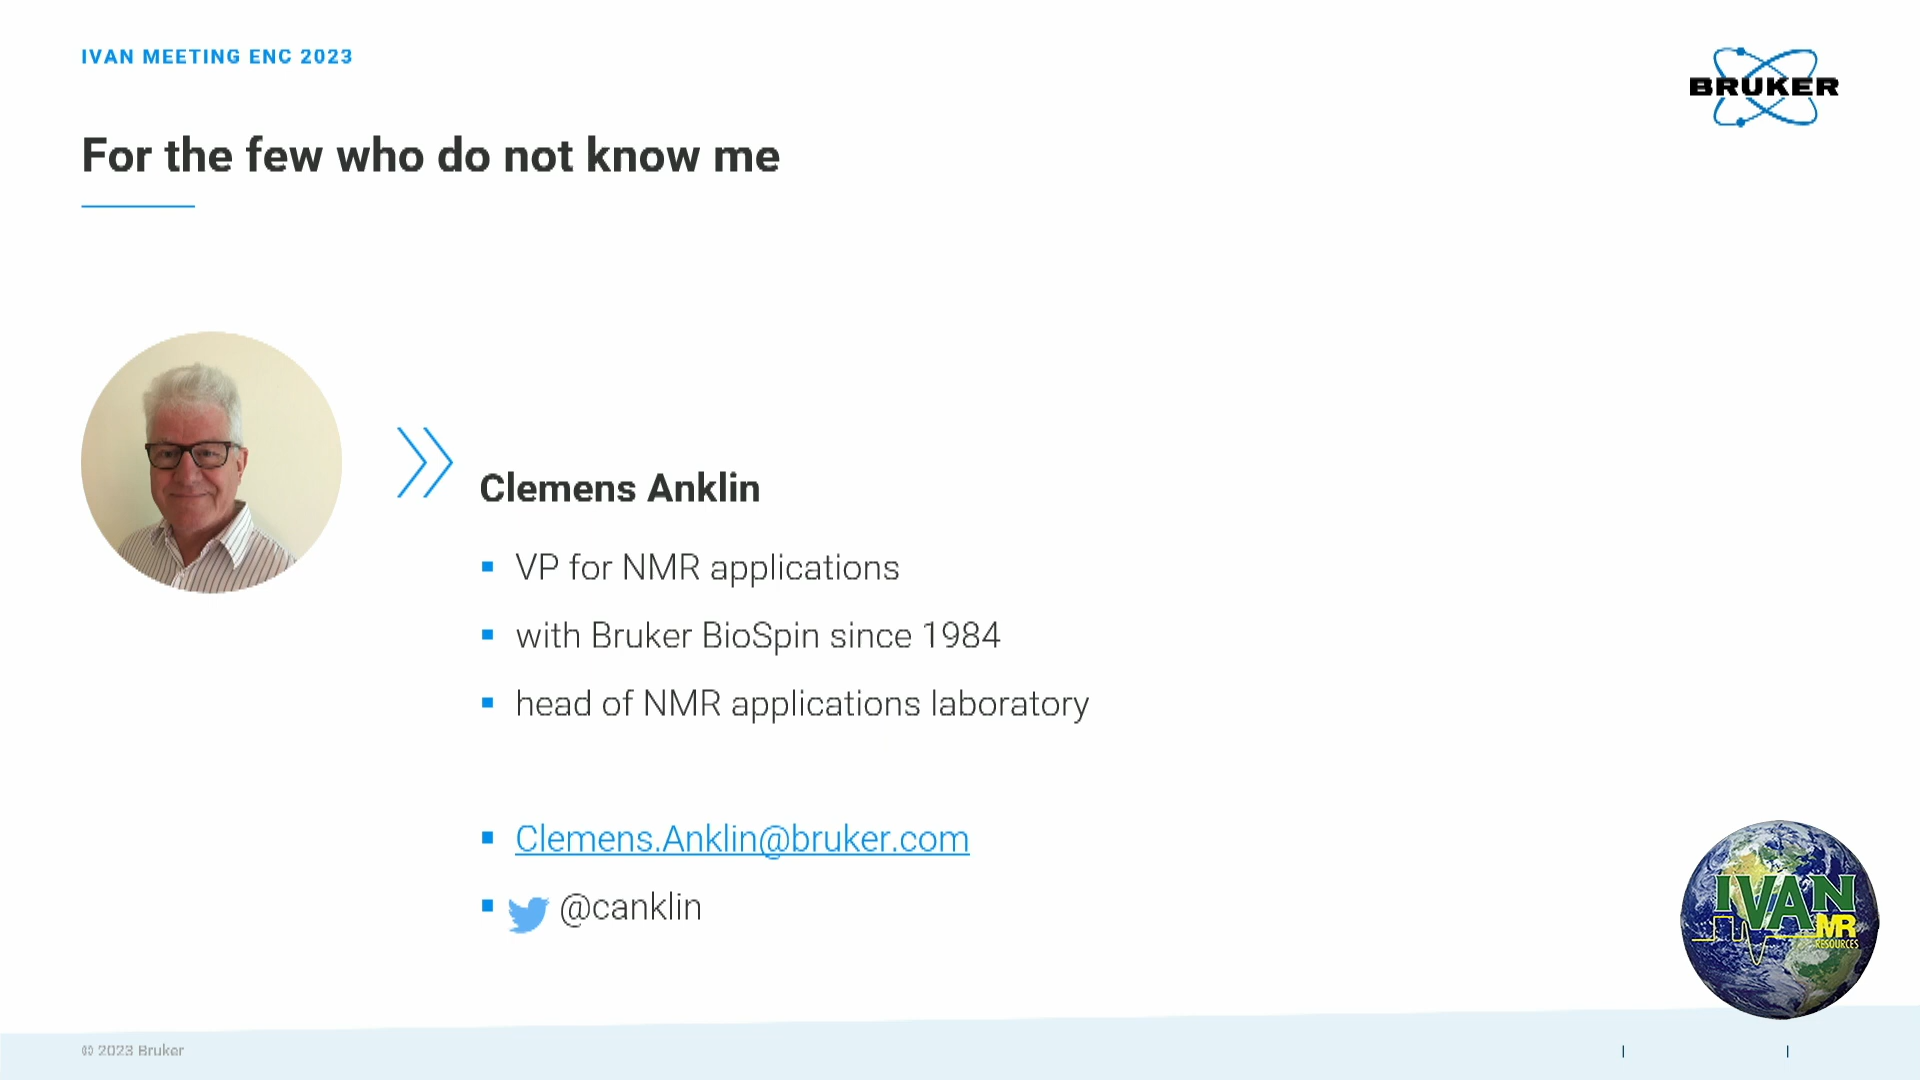 IVAN MEETING ENC 2023
BRUKER
For the few who do not know me
Clemens Anklin
▪ VP for NMR applications
▪ with Bruker BioSpin since 1984
▪ head of NMR applications laboratory
▪ Clemens.Anklin@bruker.com
▪ @canklin
IVAN
MR
RESOURCES
© 2023 Bruker